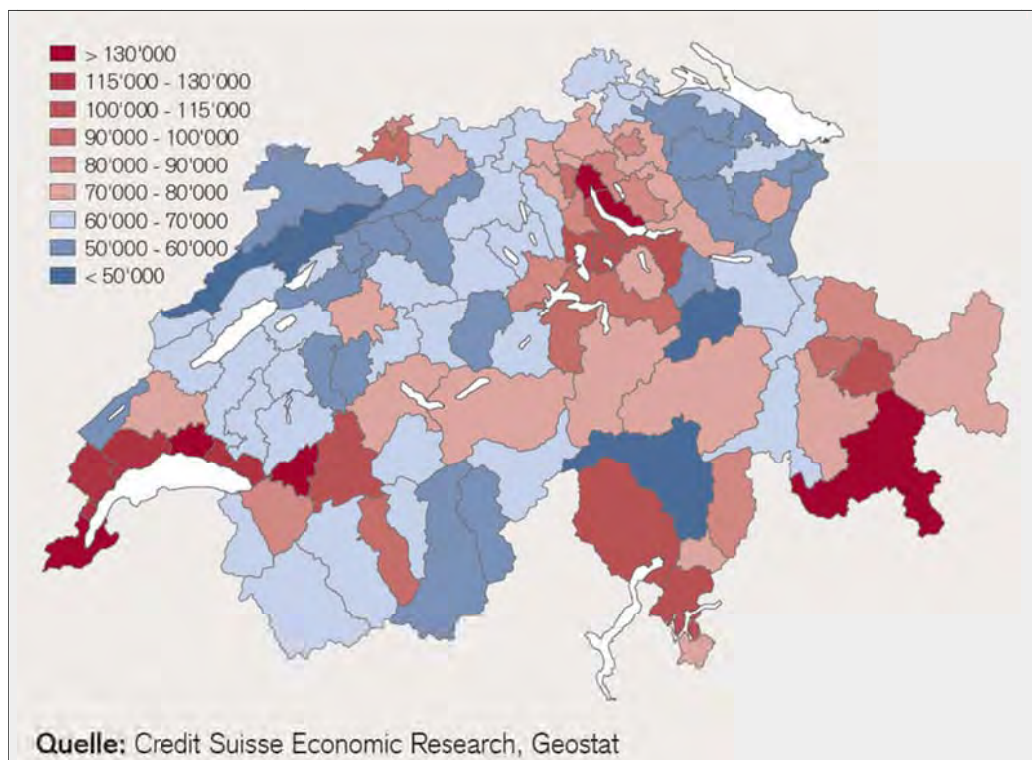 > 130'000
115'000 - 130'000
100'000 - 115'000
90'000 - 100'000
80'000 - 90'000
70'000 - 80'000
60'000 - 70'000
50'000 - 60'000
< 50'000
Quelle: Credit Suisse Economic Research, Geostat